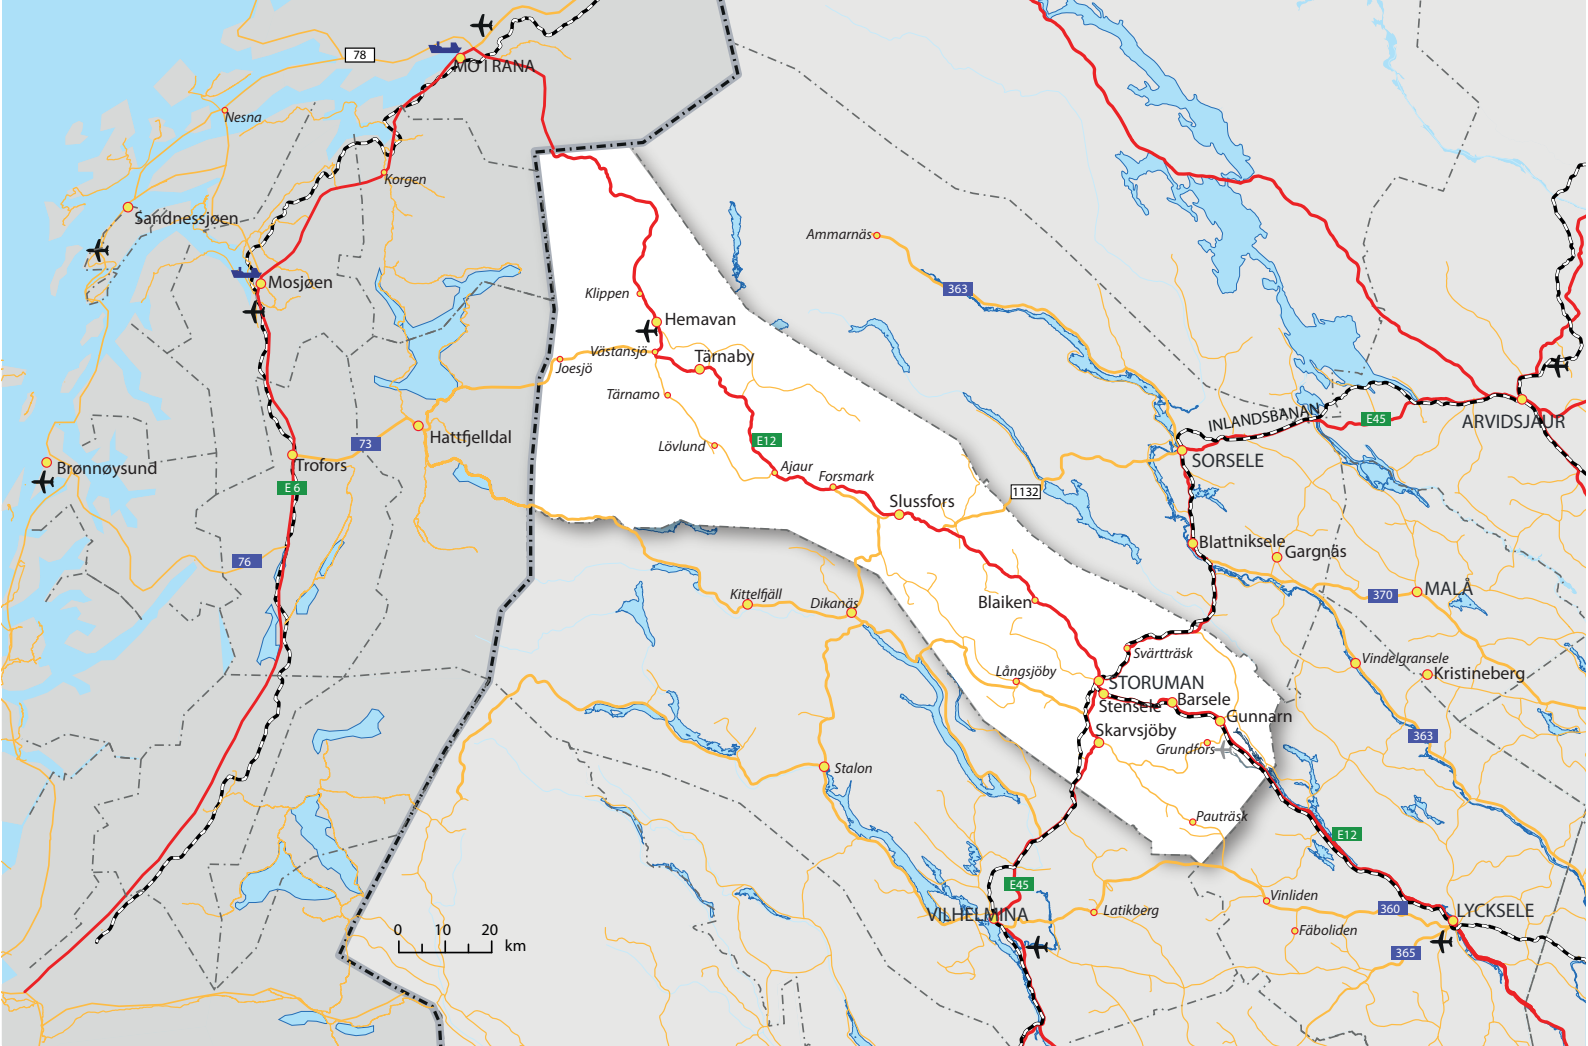 78
MO I RANA
Nesna
Korgen
Sandnessjøen
Ammarnäs
Mosjøen
363
Klippen
Hemavan
Västansjö
Tärnaby
Joesjö
Tärnamo
INLANDSBANAN
E45
ARVIDSJAUR
Hattfjelldal
73
E12
Lövlund
SORSELE
Brønnøysund
Trofors
Ajaur
Forsmark
E 6
1132
Slussfors
Blattniksele
Gargnäs
76
Kittelfjäll
Dikanäs
Blaiken
370
MALÅ
Svärtträsk
Vindelgransele
Långsjöby
Kristineberg
STORUMAN
Stensele
Barsele
Gunnarn
Skarvsjöby
363
Grundfors
Stalon
Pauträsk
E12
E45
Vinliden
VILHELMINA
Latikberg
360
LYCKSELE
Fäboliden
0 10 20
km
365